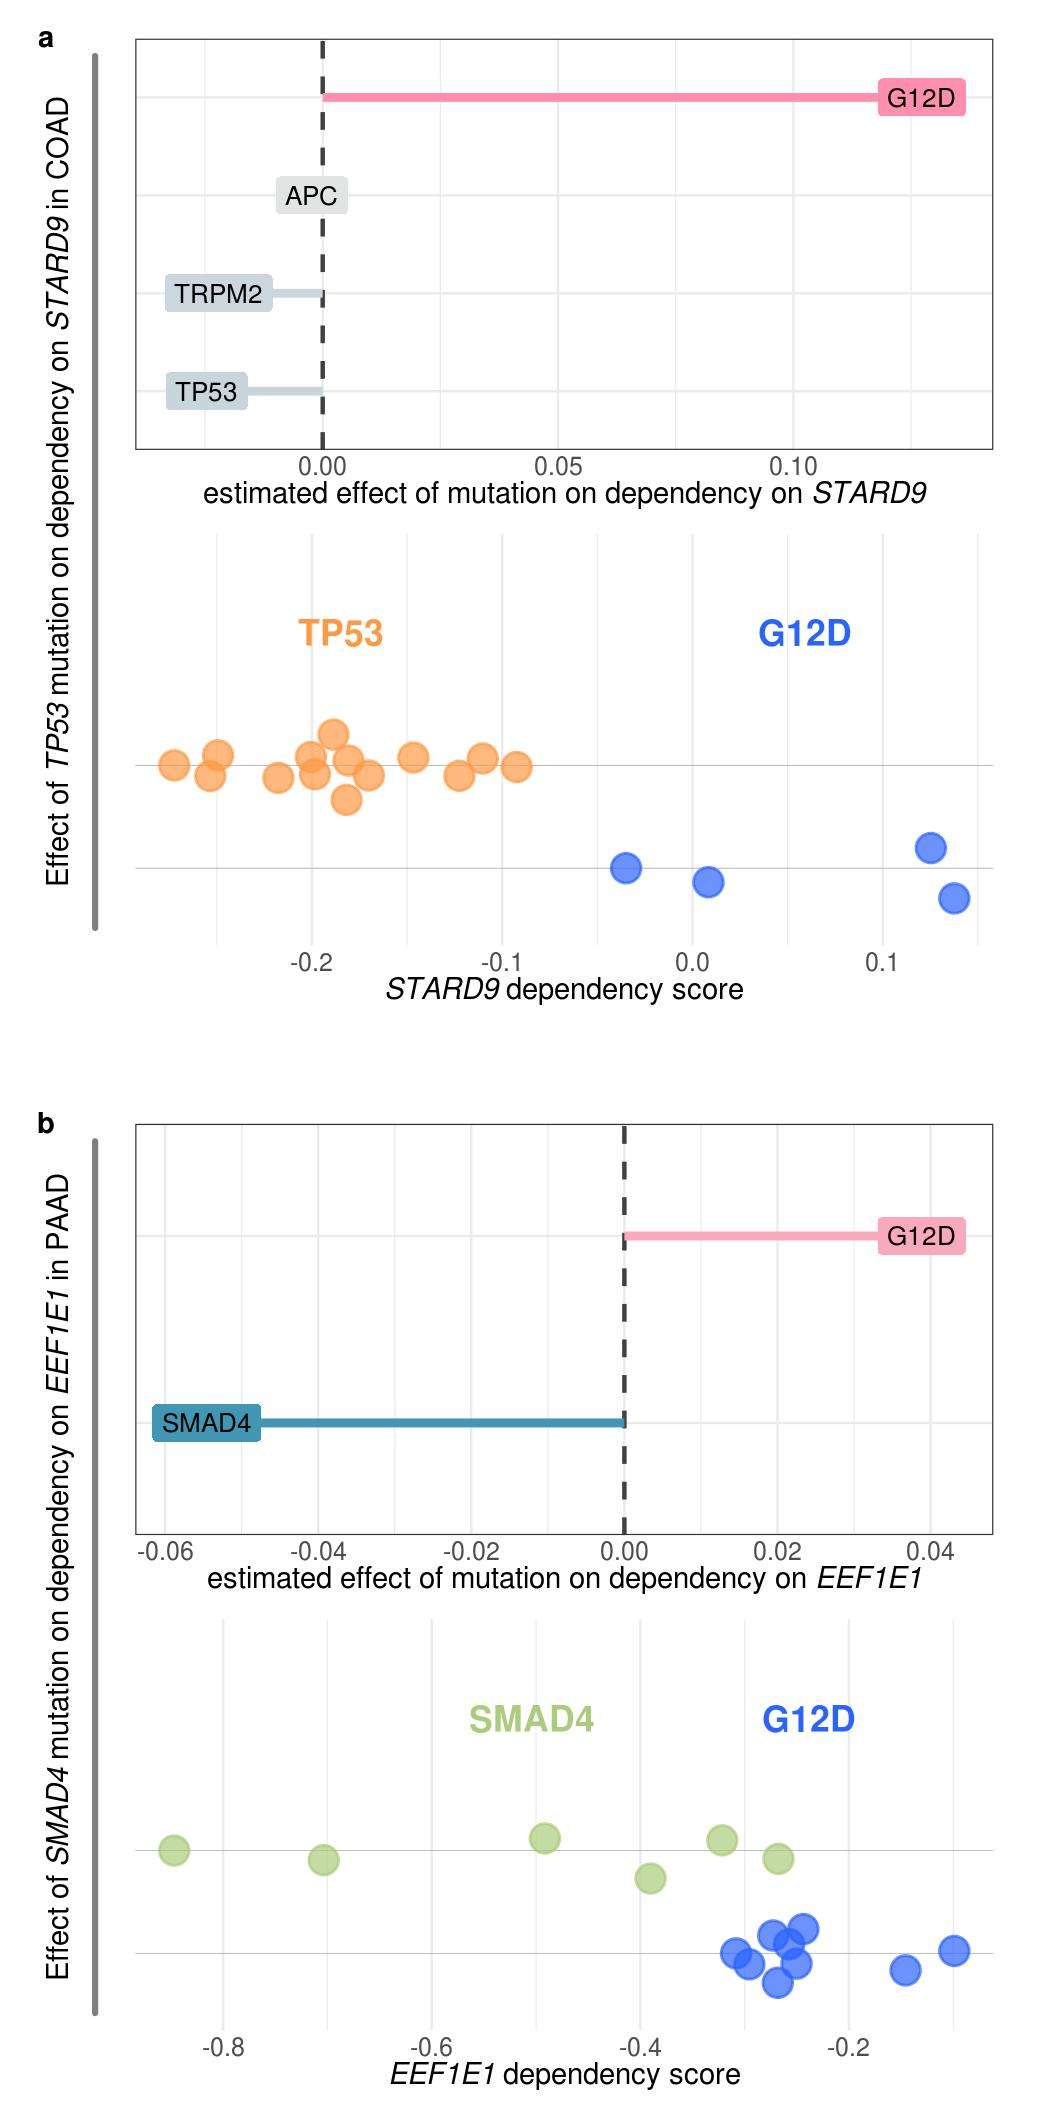 a
Effect of TP53 mutation on dependency on STARD9 in COAD
G12D
APC
TRPM2
TP53
0.00 0.05 0.10
estimated effect of mutation on dependency on STARD9
TP53 G12D
-0.2 -0.1 0.0 0.1
STARD9 dependency score
b
Effect of SMAD4 mutation on dependency on EEF1E1 in PAAD
G12D
SMAD4
-0.06 -0.04 -0.02 0.00 0.02 0.04
estimated effect of mutation on dependency on EEF1E1
SMAD4 G12D
-0.8 -0.6 -0.4 -0.2
EEF1E1 dependency score